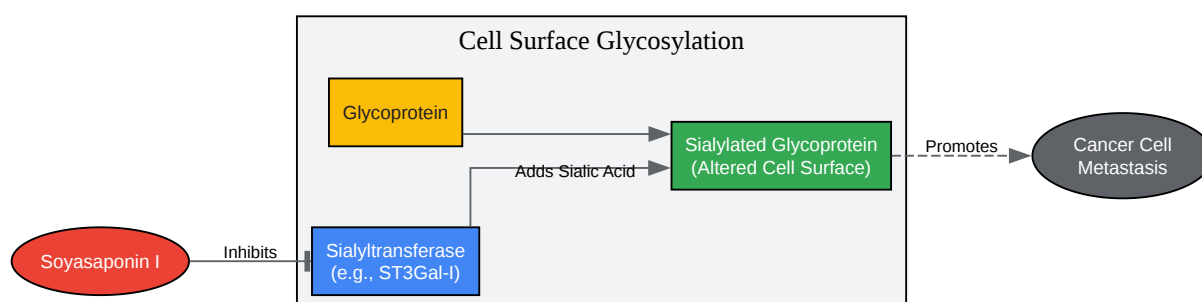 Cell Surface Glycosylation
Glycoprotein
Sialylated Glycoprotein
(Altered Cell Surface)
Promotes
Cancer Cell
Metastasis
Adds Sialic Acid
Soyasaponin I
Inhibits
Sialyltransferase
(e.g., ST3Gal-I)